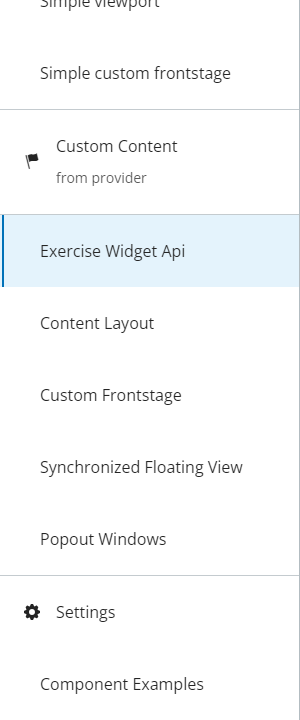 Simple viewport
Simple custom frontstage
Custom Content
from provider
Exercise Widget Api
Content Layout
Custom Frontstage
Synchronized Floating View
Popout Windows
Settings
Component Examples